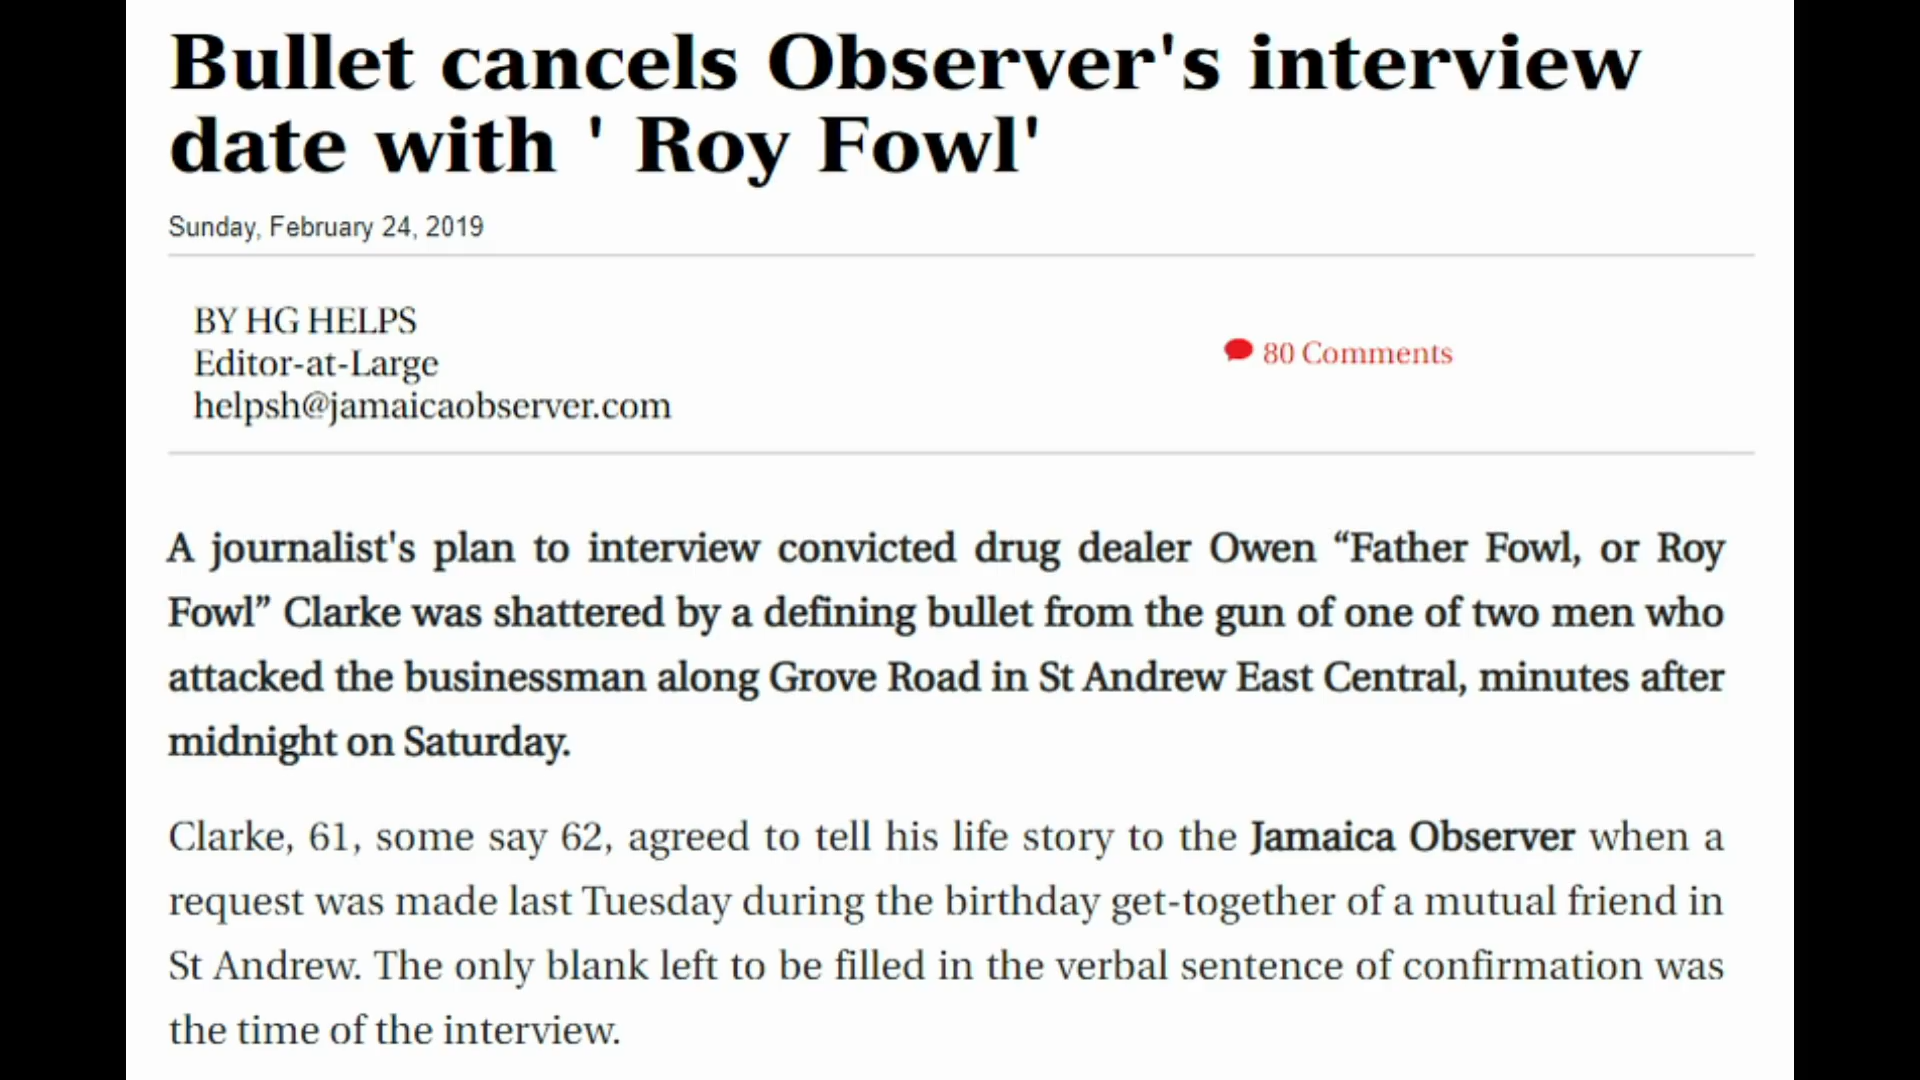 Bullet cancels Observer's interview
date with ' Roy Fowl'
Sunday, February 24, 2019
BY HG HELPS
Editor-at-Large
helpsh@jamaicaobserver.com
80 Comments
A journalist's plan to interview convicted drug dealer Owen “Father Fowl, or Roy
Fowl” Clarke was shattered by a defining bullet from the gun of one of two men who
attacked the businessman along Grove Road in St Andrew East Central, minutes after
midnight on Saturday.
Clarke, 61, some say 62, agreed to tell his life story to the Jamaica Observer when a
request was made last Tuesday during the birthday get-together of a mutual friend in
St Andrew. The only blank left to be filled in the verbal sentence of confirmation was
the time of the interview.